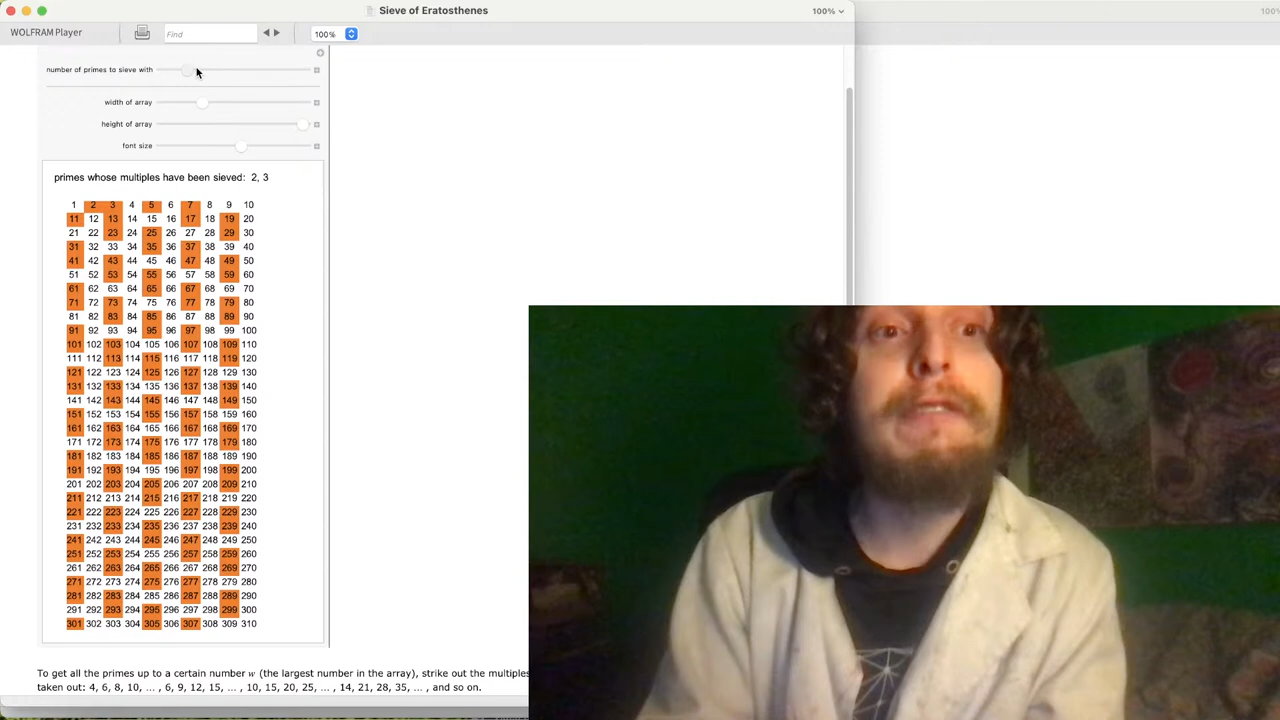 Sieve of Eratosthenes
100%
100%
WOLFRAM Player
Find
100%
number of primes to sieve with
width of array
height of array
font size
primes whose multiples have been sieved: 2, 3
1 2 3 4 5 6 7 8 9 10
11 12 13 14 15 16 17 18 19 20
21 22 23 24 25 26 27 28 29 30
31 32 33 34 35 36 37 38 39 40
41 42 43 44 45 46 47 48 49 50
51 52 53 54 55 56 57 58 59 60
61 62 63 64 65 66 67 68 69 70
71 72 73 74 75 76 77 78 79 80
81 82 83 84 85 86 87 88 89 90
91 92 93 94 95 96 97 98 99 100
101 102 103 104 105 106 107 108 109 110
111 112 113 114 115 116 117 118 119 120
121 122 123 124 125 126 127 128 129 130
131 132 133 134 135 136 137 138 139 140
141 142 143 144 145 146 147 148 149 150
151 152 153 154 155 156 157 158 159 160
161 162 163 164 165 166 167 168 169 170
171 172 173 174 175 176 177 178 179 180
181 182 183 184 185 186 187 188 189 190
191 192 193 194 195 196 197 198 199 200
201 202 203 204 205 206 207 208 209 210
211 212 213 214 215 216 217 218 219 220
221 222 223 224 225 226 227 228 229 230
231 232 233 234 235 236 237 238 239 240
241 242 243 244 245 246 247 248 249 250
251 252 253 254 255 256 257 258 259 260
261 262 263 264 265 266 267 268 269 270
271 272 273 274 275 276 277 278 279 280
281 282 283 284 285 286 287 288 289 290
291 292 293 294 295 296 297 298 299 300
301 302 303 304 305 306 307 308 309 310
To get all the primes up to a certain number w (the largest number in the array), strike out the multiples
taken out: 4, 6, 8, 10, ... , 6, 9, 12, 15, ... , 10, 15, 20, 25, ... , 14, 21, 28, 35, ... , and so on.